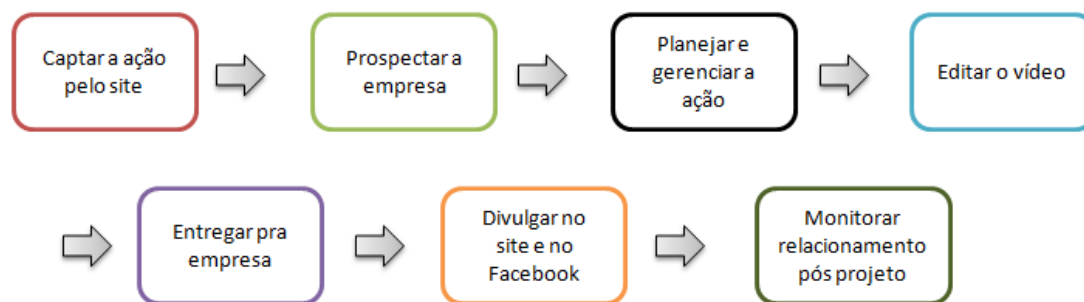 Captar a ação
pelo site
Prospectar a
empresa
Planejar e
gerenciar a
ação
Editar o vídeo
Entregar pra
empresa
Divulgar no
site e no
Facebook
Monitorar
relacionamento
pós projeto